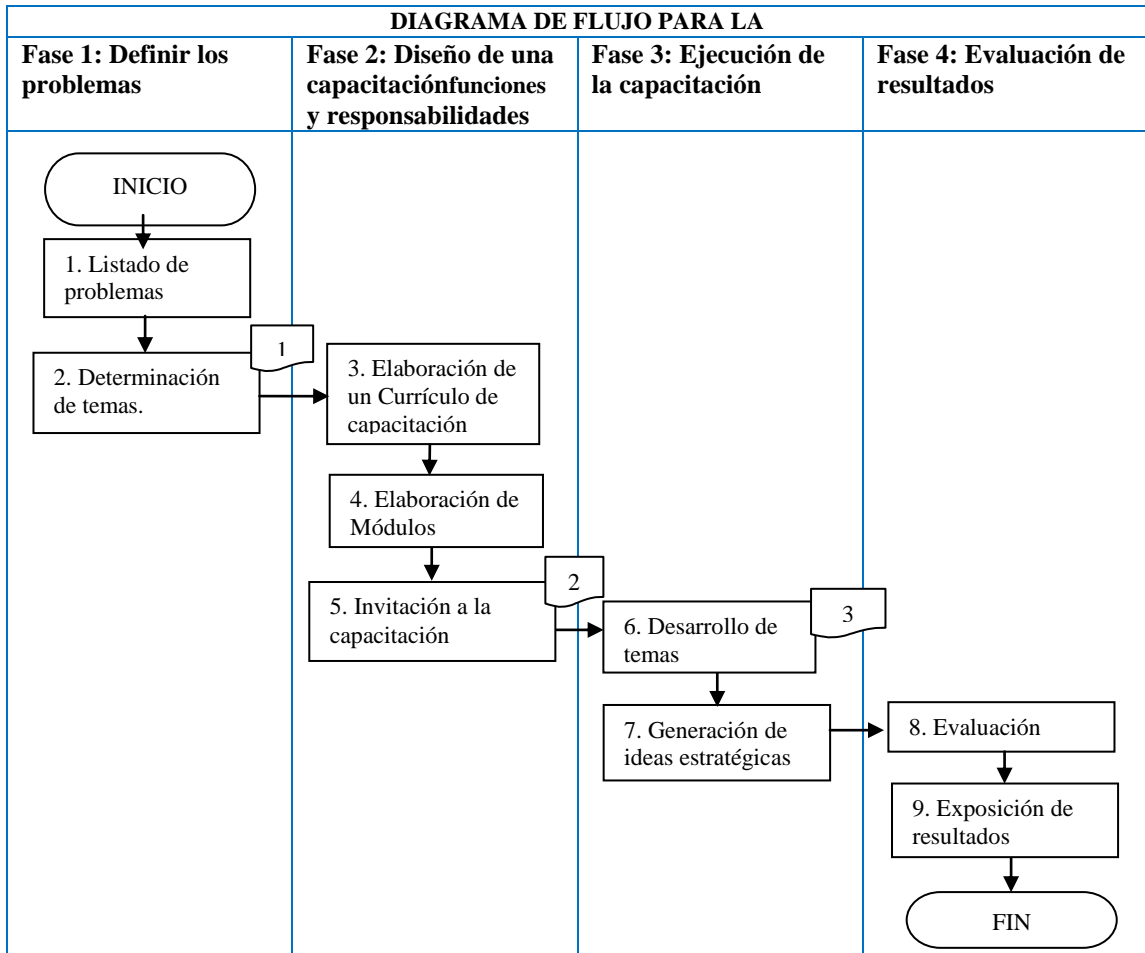 DIAGRAMA DE FLUJO PARA LA
Fase 1: Definir los
problemas
Fase 2: Diseño de una
capacitaciónfunciones
y responsabilidades
Fase 3: Ejecución de
la capacitación
Fase 4: Evaluación de
resultados
INICIO
1. Listado de
problemas
2. Determinación
de temas.
1
3. Elaboración de
un Currículo de
capacitación
4. Elaboración de
Módulos
5. Invitación a la
capacitación
2
6. Desarrollo de
temas
3
7. Generación de
ideas estratégicas
8. Evaluación
9. Exposición de
resultados
FIN